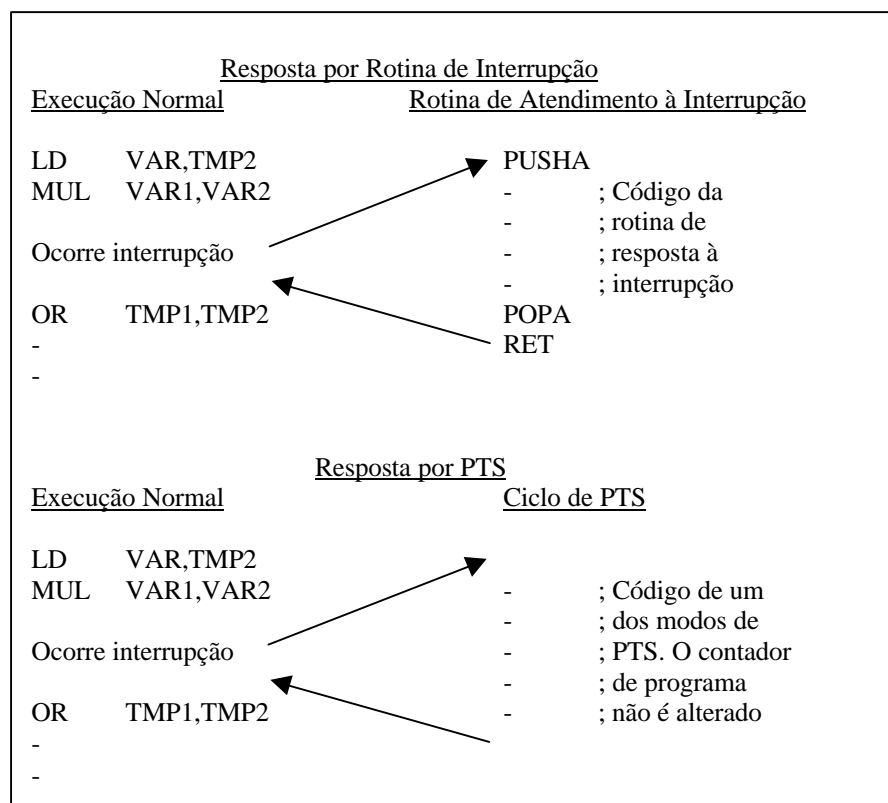 Resposta por Rotina de Interrupção
Execução Normal Rotina de Atendimento à Interrupção
LD VAR,TMP2 PUSHA
MUL VAR1,VAR2 - ; Código da
- ; rotina de
Ocorre interrupção - ; resposta à
- ; interrupção
OR TMP1,TMP2 POPA
- RET
-
Resposta por PTS
Execução Normal Ciclo de PTS
LD VAR,TMP2
MUL VAR1,VAR2 - ; Código de um
- ; dos modos de
Ocorre interrupção - ; PTS. O contador
- ; de programa
OR TMP1,TMP2 - ; não é alterado
-
-